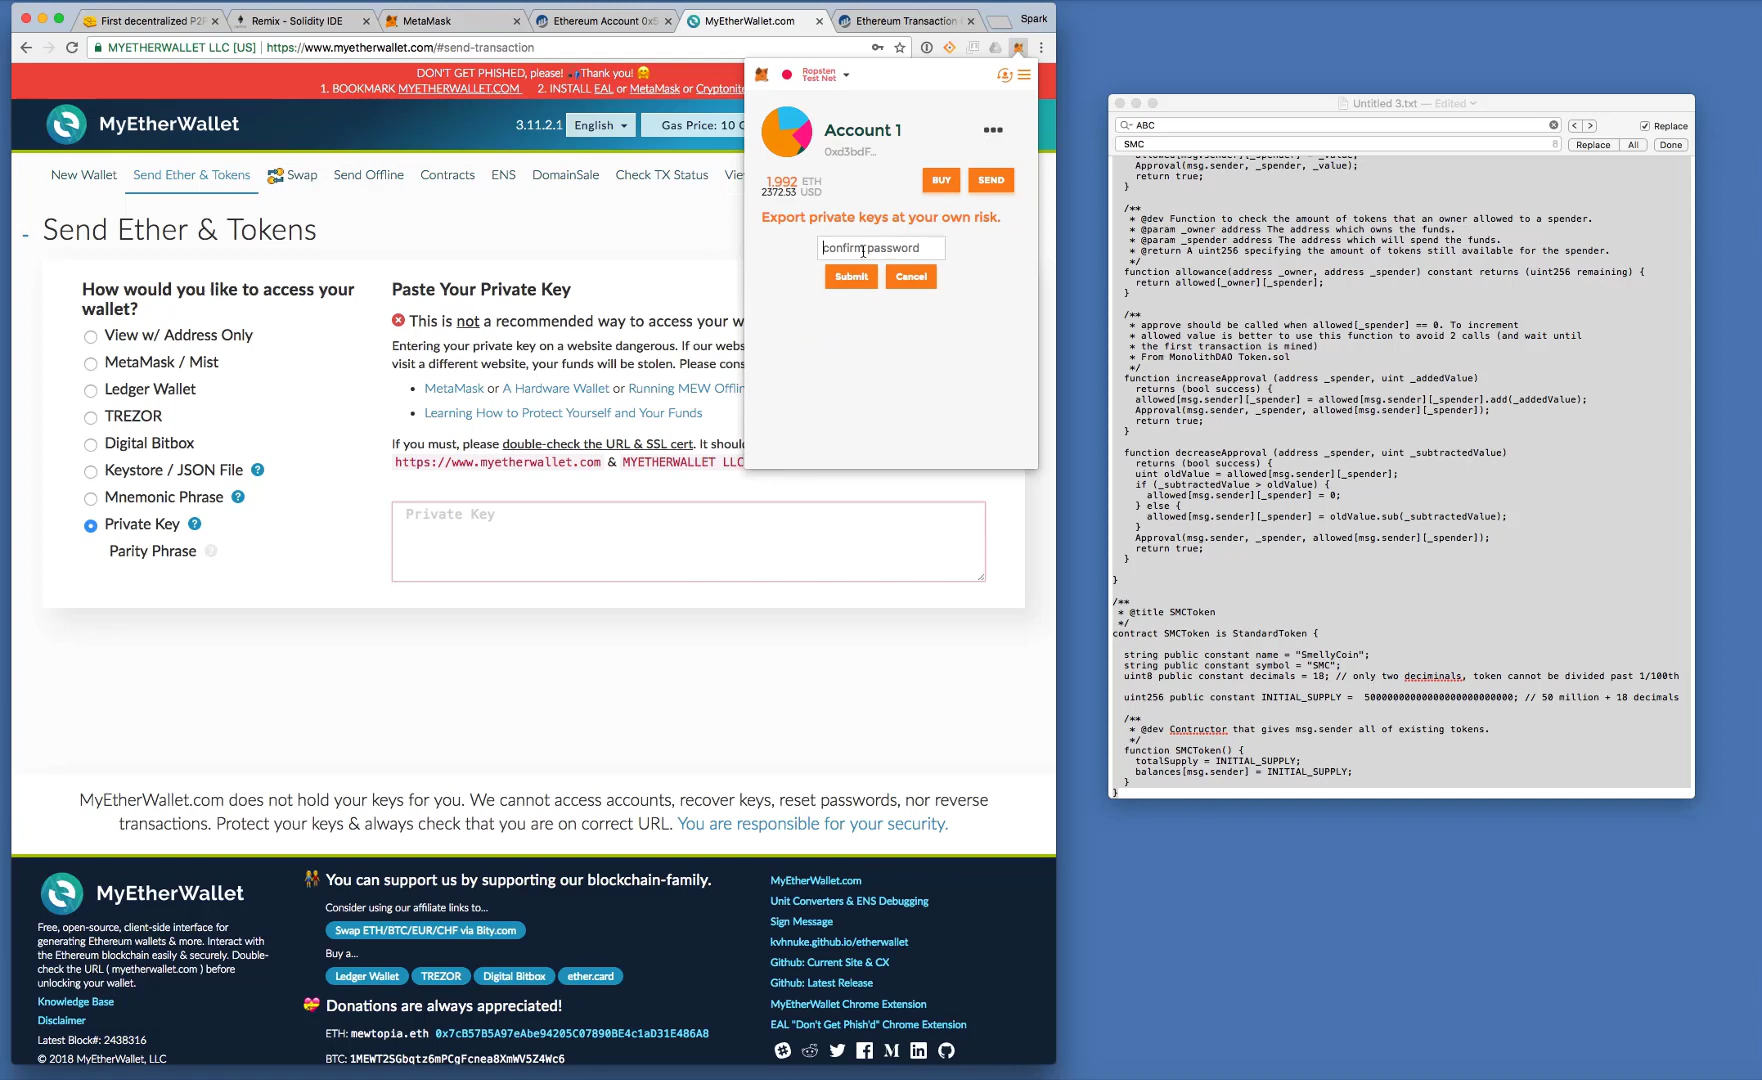 First decentralized P2P
Remix - Solidity IDE
MetaMask
Ethereum Account 0x5
MyEtherWallet.com
Ethereum Transaction
Spark
MYETHERWALLET LLC [US]
https://www.myetherwallet.com/#send-transaction
DON'T GET PHISHED, please! Thank you!
1. BOOKMARK MYETHERWALLET.COM 2. INSTALL EAL or MetaMask or Cryptonite
MyEtherWallet
3.11.2.1
English
Gas Price: 10 G
New Wallet
Send Ether & Tokens
Swap
Send Offline
Contracts
ENS
DomainSale
Check TX Status
Send Ether & Tokens
How would you like to access your
wallet?
View w/ Address Only
MetaMask / Mist
Ledger Wallet
TREZOR
Digital Bitbox
Keystore / JSON File
Mnemonic Phrase
Private Key
Parity Phrase
Paste Your Private Key
This is not a recommended way to access your w
Entering your private key on a website dangerous. If our webs
visit a different website, your funds will be stolen. Please cons
MetaMask or A Hardware Wallet or Running MEW Offlin
Learning How to Protect Yourself and Your Funds
If you must, please double-check the URL & SSL cert. It shoul
https://www.myetherwallet.com & MYETHERWALLET LLC
Private Key
Ropsten
Test Net
Account 1
0xd3bdF...
1.992 ETH
2372.53 USD
BUY
SEND
Export private keys at your own risk.
confirm password
Submit
Cancel
MyEtherWallet.com does not hold your keys for you. We cannot access accounts, recover keys, reset passwords, nor reverse
transactions. Protect your keys & always check that you are on correct URL. You are responsible for your security.
MyEtherWallet
Free, open-source, client-side interface for
generating Ethereum wallets & more. Interact with
the Ethereum blockchain easily & securely. Double-
check the URL ( myetherwallet.com ) before
unlocking your wallet.
Knowledge Base
Disclaimer
Latest Block#: 2438316
© 2018 MyEtherWallet, LLC
You can support us by supporting our blockchain-family.
Consider using our affiliate links to...
Swap ETH/BTC/EUR/CHF via Bity.com
Buy a...
Ledger Wallet
TREZOR
Digital Bitbox
ether.card
Donations are always appreciated!
ETH: mewtopia.eth 0x7cB57B5A97eAbe94205C07890BE4c1aD31E486A8
BTC: 1MEWT2SGbqtz6mPCgFcnea8XmWV5Z4Wc6
MyEtherWallet.com
Unit Converters & ENS Debugging
Sign Message
kvhnuke.github.io/etherwallet
Github: Current Site & CX
Github: Latest Release
MyEtherWallet Chrome Extension
EAL "Don't Get Phish'd" Chrome Extension
Untitled 3.txt — Edited
ABC
Replace
SMC
8
Replace
All
Done
allowed[msg.sender][_spender] = _value;
Approval(msg.sender, _spender, _value);
return true;
}
/**
* @dev Function to check the amount of tokens that an owner allowed to a spender.
* @param _owner address The address which owns the funds.
* @param _spender address The address which will spend the funds.
* @return A uint256 specifying the amount of tokens still available for the spender.
*/
function allowance(address _owner, address _spender) constant returns (uint256 remaining) {
return allowed[_owner][_spender];
}
/**
* approve should be called when allowed[_spender] == 0. To increment
* allowed value is better to use this function to avoid 2 calls (and wait until
* the first transaction is mined)
* From MonolithDAO Token.sol
*/
function increaseApproval (address _spender, uint _addedValue)
returns (bool success) {
allowed[msg.sender][_spender] = allowed[msg.sender][_spender].add(_addedValue);
Approval(msg.sender, _spender, allowed[msg.sender][_spender]);
return true;
}
function decreaseApproval (address _spender, uint _subtractedValue)
returns (bool success) {
uint oldValue = allowed[msg.sender][_spender];
if (_subtractedValue > oldValue) {
allowed[msg.sender][_spender] = 0;
} else {
allowed[msg.sender][_spender] = oldValue.sub(_subtractedValue);
}
Approval(msg.sender, _spender, allowed[msg.sender][_spender]);
return true;
}
}
/**
* @title SMCToken
*/
contract SMCToken is StandardToken {
string public constant name = "SmellyCoin";
string public constant symbol = "SMC";
uint8 public constant decimals = 18; // only two deciminals, token cannot be divided past 1/100th
uint256 public constant INITIAL_SUPPLY = 50000000000000000000000000; // 50 million + 18 decimals
/**
* @dev Contructor that gives msg.sender all of existing tokens.
*/
function SMCToken() {
totalSupply = INITIAL_SUPPLY;
balances[msg.sender] = INITIAL_SUPPLY;
}
}